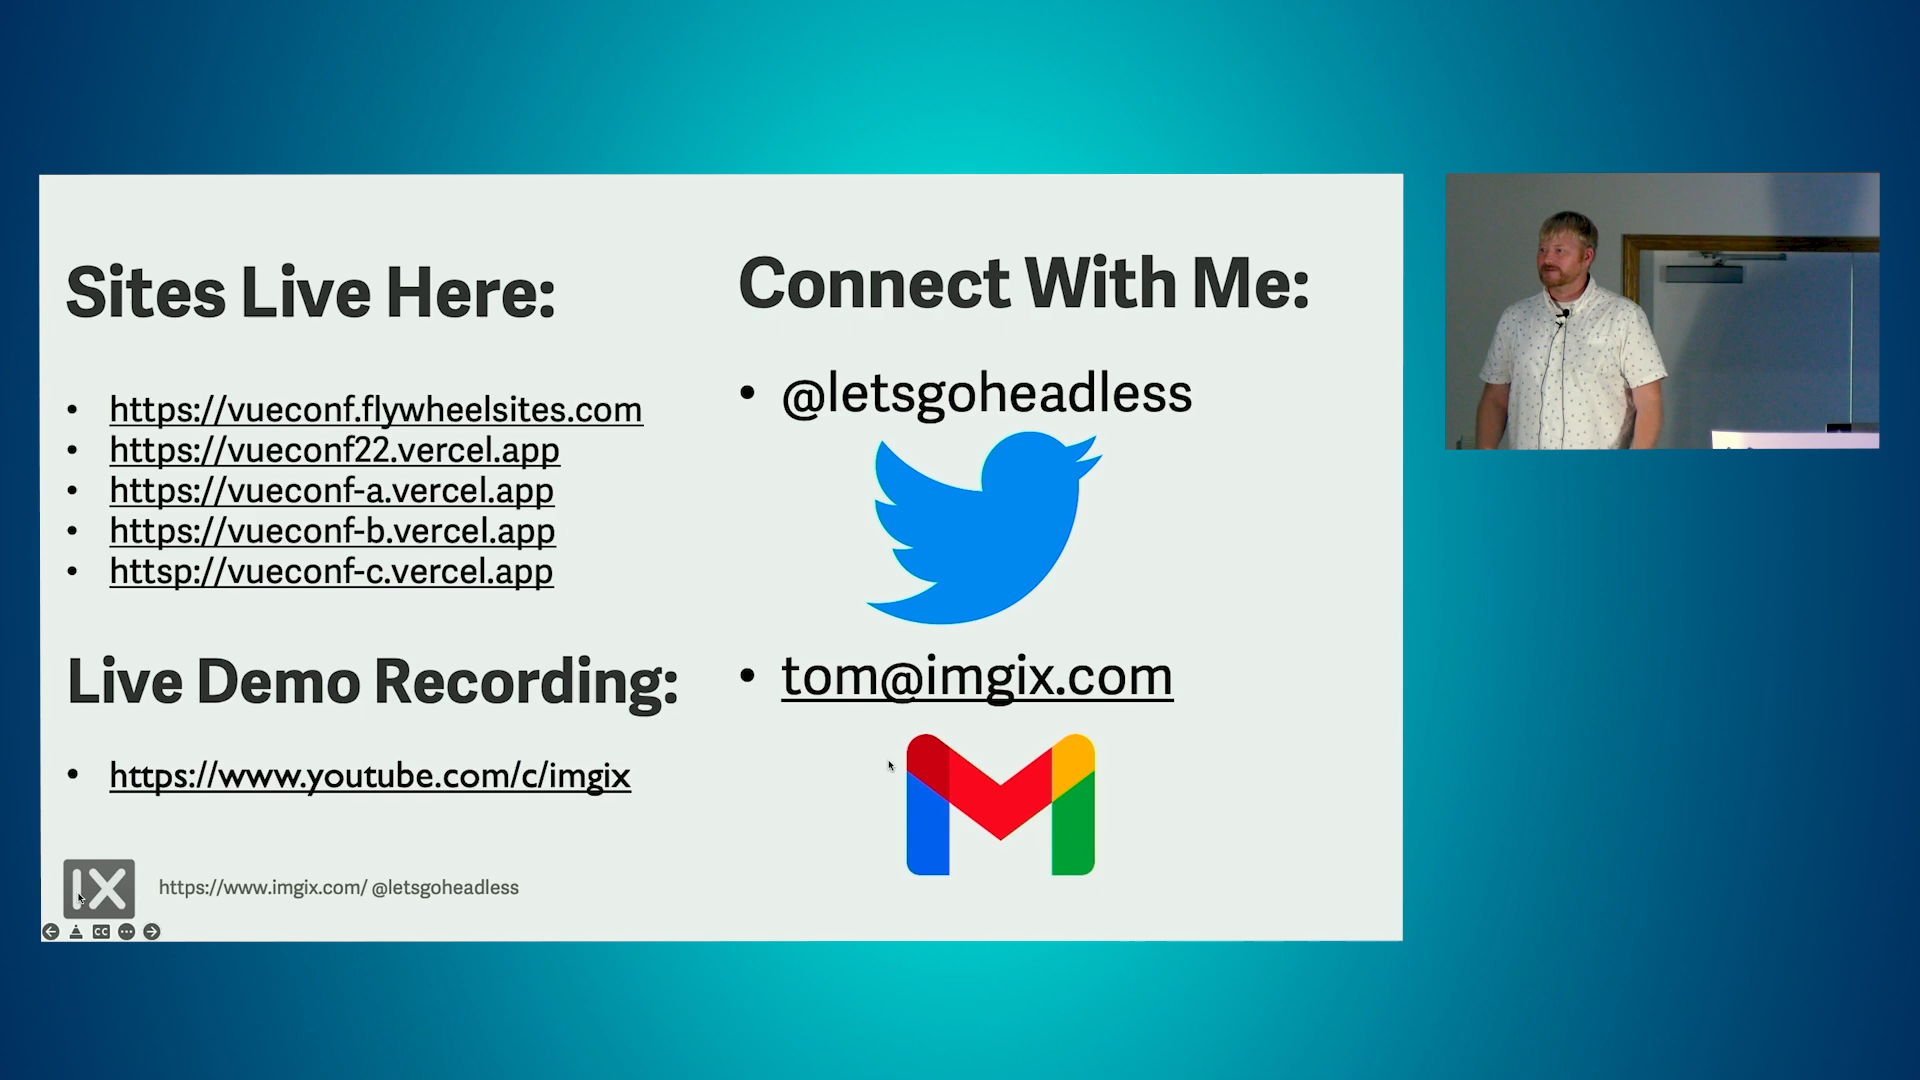 Sites Live Here:
https://vueconf.flywheelsites.com
https://vueconf22.vercel.app
https://vueconf-a.vercel.app
https://vueconf-b.vercel.app
httsp://vueconf-c.vercel.app
Live Demo Recording:
https://www.youtube.com/c/imgix
Connect With Me:
@letsgoheadless
tom@imgix.com
IX
https://www.imgix.com/ @letsgoheadless
CC